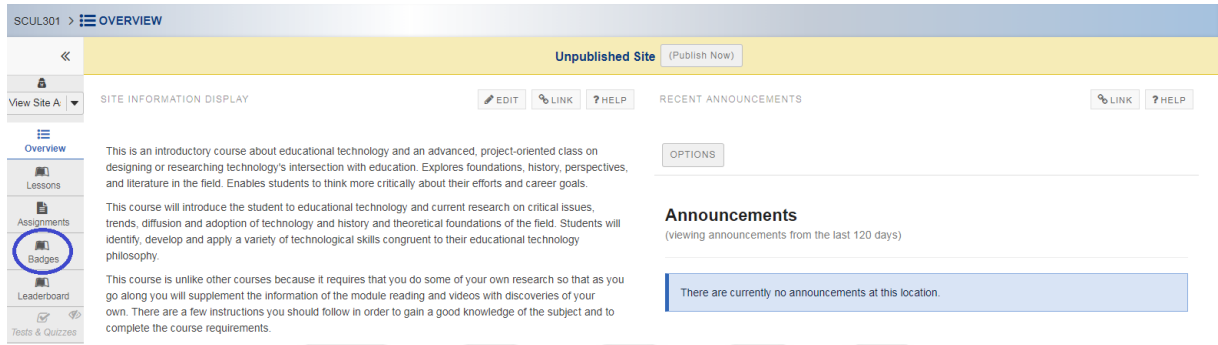 SCUL301 > OVERVIEW
Unpublished Site (Publish Now)
View Site A
Overview
Lessons
Assignments
Badges
Leaderboard
Tests & Quizzes
SITE INFORMATION DISPLAY
EDIT LINK ? HELP
This is an introductory course about educational technology and an advanced, project-oriented class on
designing or researching technology's intersection with education. Explores foundations, history, perspectives,
and literature in the field. Enables students to think more critically about their efforts and career goals.
This course will introduce the student to educational technology and current research on critical issues,
trends, diffusion and adoption of technology and history and theoretical foundations of the field. Students will
identify, develop and apply a variety of technological skills congruent to their educational technology
philosophy.
This course is unlike other courses because it requires that you do some of your own research so that as you
go along you will supplement the information of the module reading and videos with discoveries of your
own. There are a few instructions you should follow in order to gain a good knowledge of the subject and to
complete the course requirements.
RECENT ANNOUNCEMENTS
LINK ? HELP
OPTIONS
Announcements
(viewing announcements from the last 120 days)
There are currently no announcements at this location.